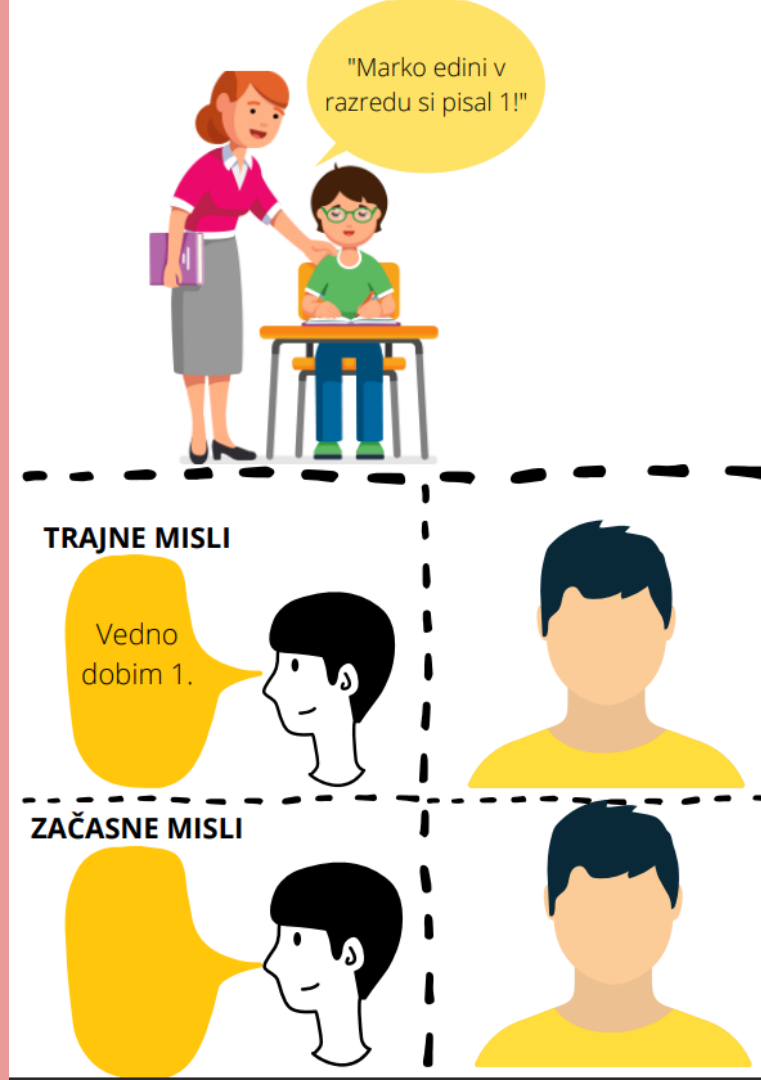 "Marko edini v
razredu si pisal 1!"
TRAJNE MISLI
Vedno
dobim 1.
ZAČASNE MISLI